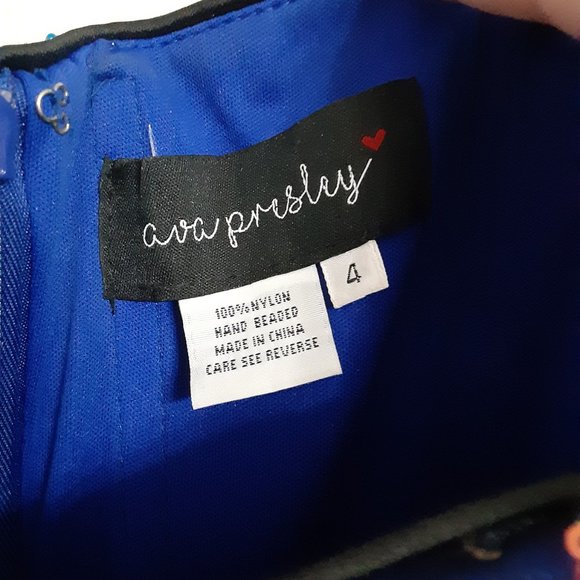 ava presley
4
100% NYLON
HAND BEADED
MADE IN CHINA
CARE SEE REVERSE